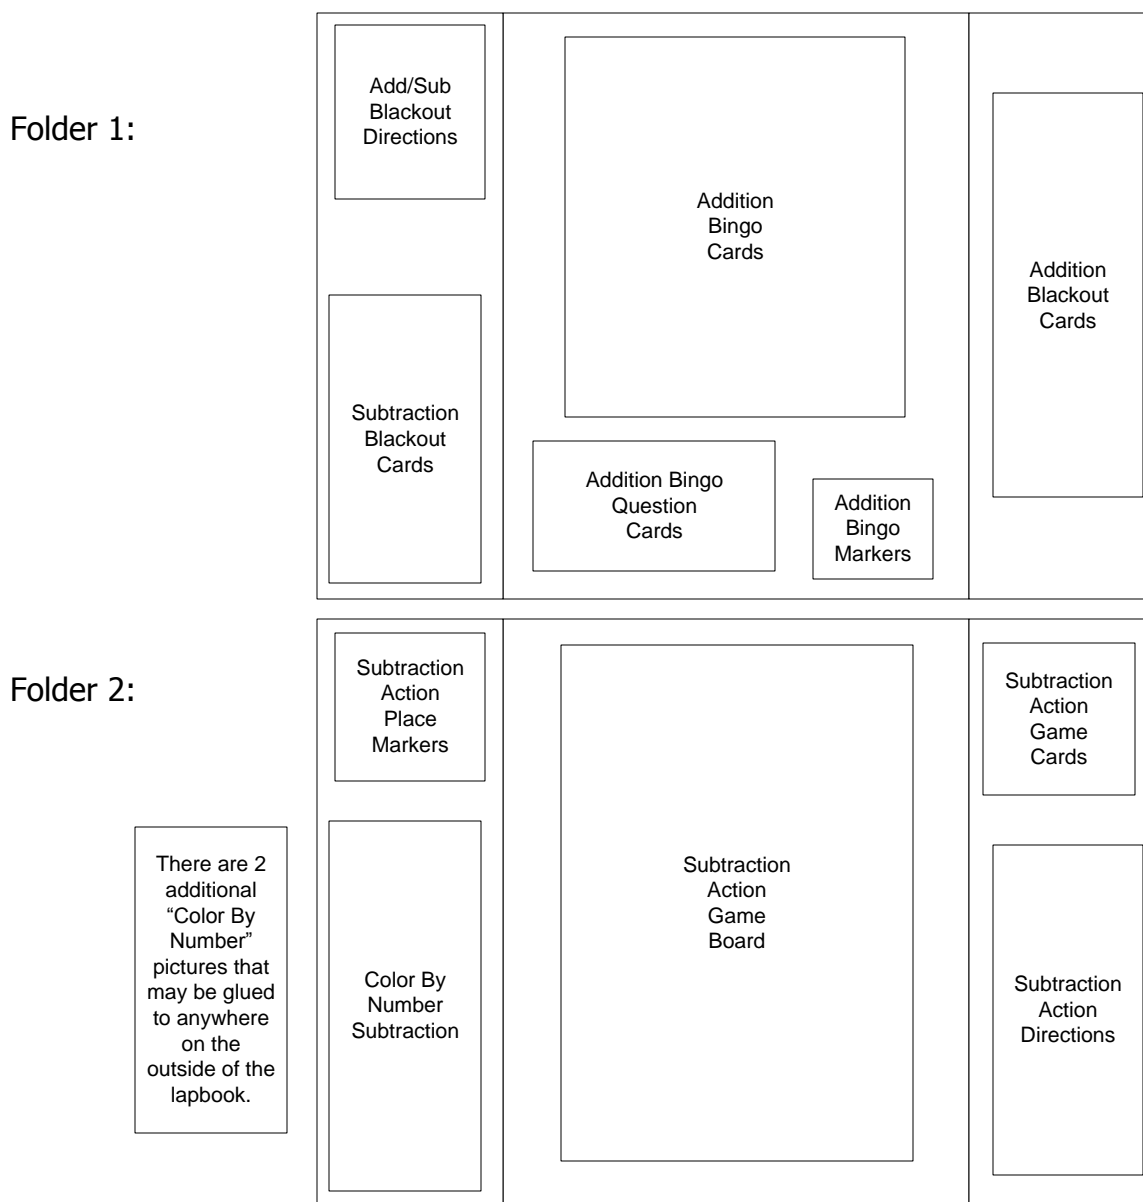 Folder 1:
Add/Sub
Blackout
Directions
Subtraction
Blackout
Cards
Addition
Bingo
Cards
Addition Bingo
Question
Cards
Addition
Bingo
Markers
Addition
Blackout
Cards
Folder 2:
There are 2
additional
“Color By
Number”
pictures that
may be glued
to anywhere
on the
outside of the
lapbook.
Subtraction
Action
Place
Markers
Color By
Number
Subtraction
Subtraction
Action
Game
Board
Subtraction
Action
Game
Cards
Subtraction
Action
Directions